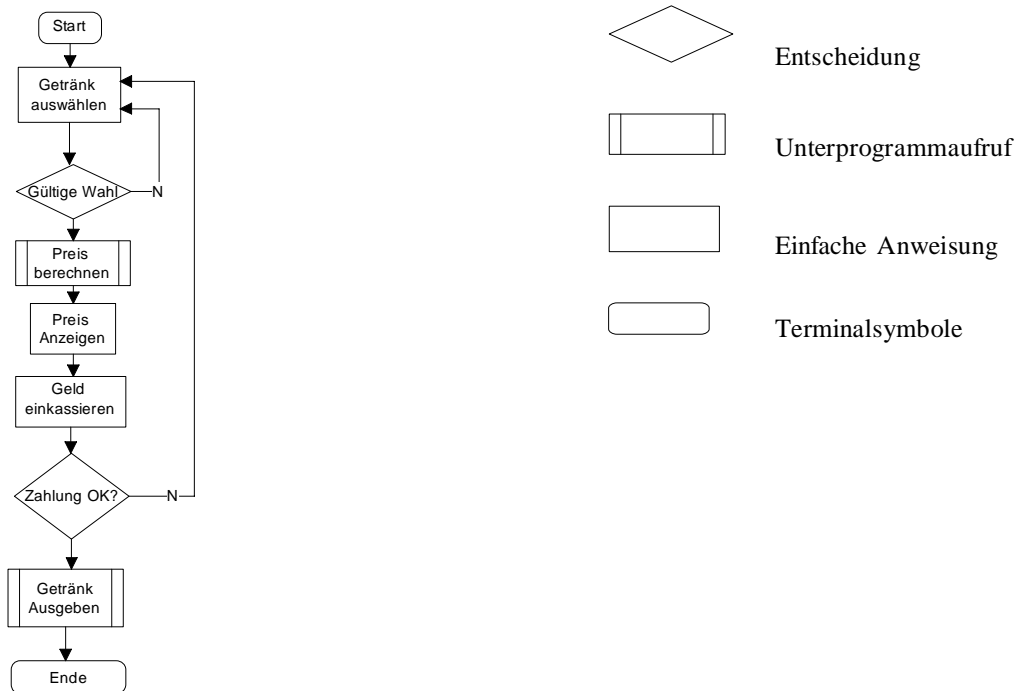 Start
Getränk
auswählen
Gültige Wahl
N
Preis
berechnen
Preis
Anzeigen
Geld
einkassieren
Zahlung OK?
N
Getränk
Ausgeben
Ende
Entscheidung
Unterprogrammaufruf
Einfache Anweisung
Terminalsymbole